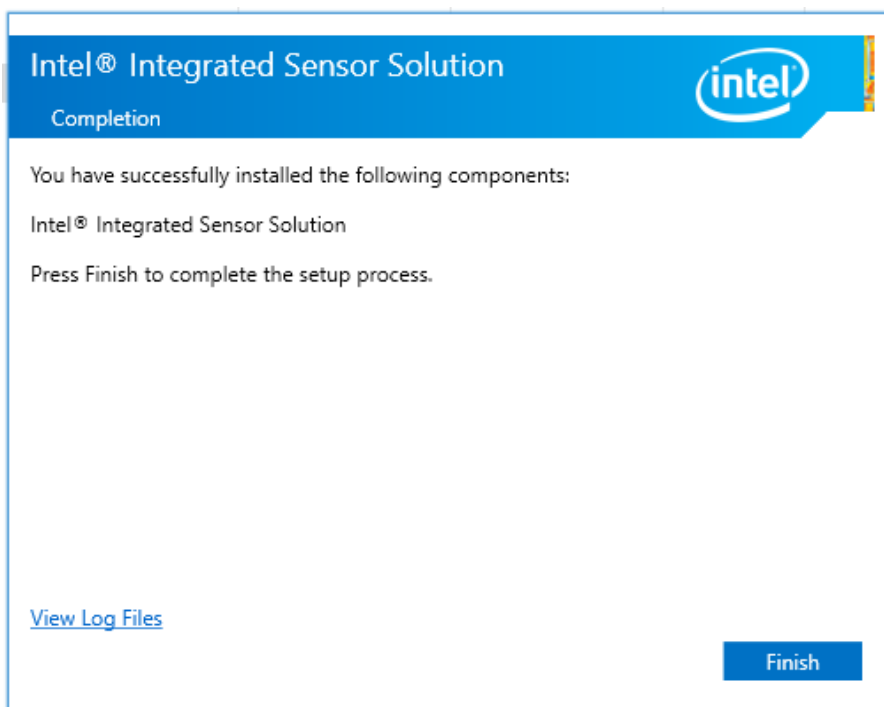 Intel® Integrated Sensor Solution
intel
Completion
You have successfully installed the following components:
Intel® Integrated Sensor Solution
Press Finish to complete the setup process.
View Log Files
Finish